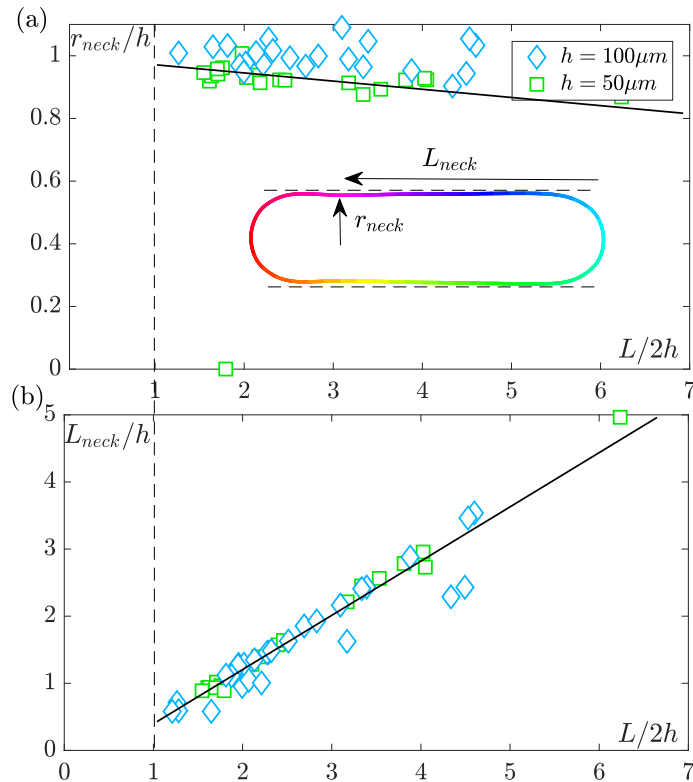 (a)
r_neck/h
1
0.8
0.6
0.4
0.2
0
h = 100μm
h = 50μm
L_neck
r_neck
L/2h
1 2 3 4 5 6 7
(b)
L_neck/h
5
4
3
2
1
0
L/2h
0 1 2 3 4 5 6 7